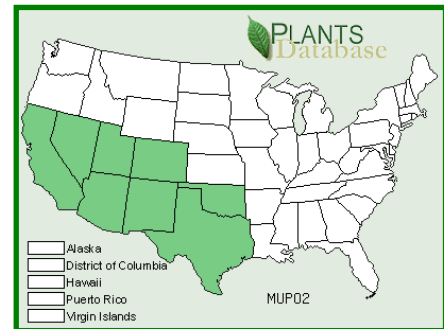 PLANTS
Database
Alaska
District of Columbia
Hawaii
Puerto Rico
Virgin Islands
MUPO2